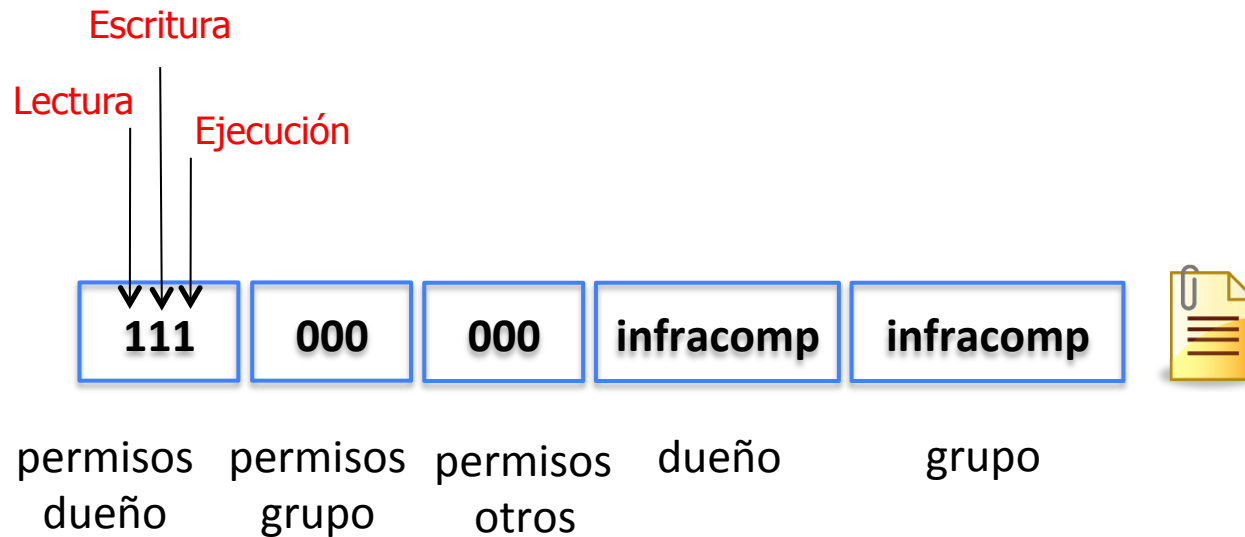 Escritura
Lectura
Ejecución
111 000 000 infracomp infracomp
permisos permisos permisos dueño grupo
dueño grupo otros